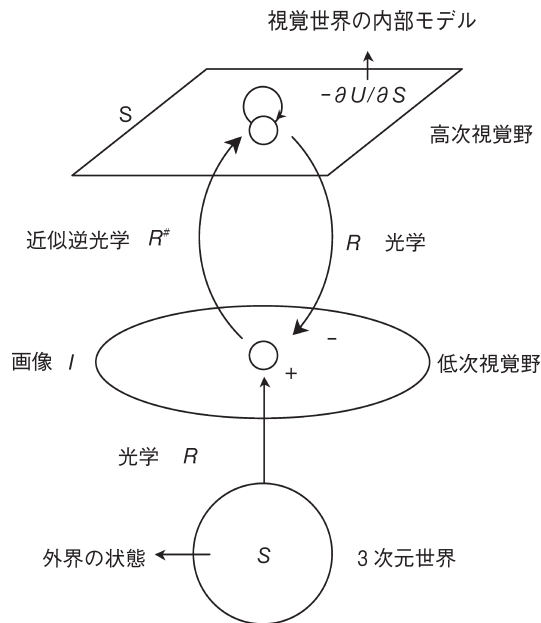 視覚世界の内部モデル
−∂U/∂S
S
高次視覚野
近似逆光学 R#
R 光学
−
画像 I
+
低次視覚野
光学 R
外界の状態
S
3次元世界